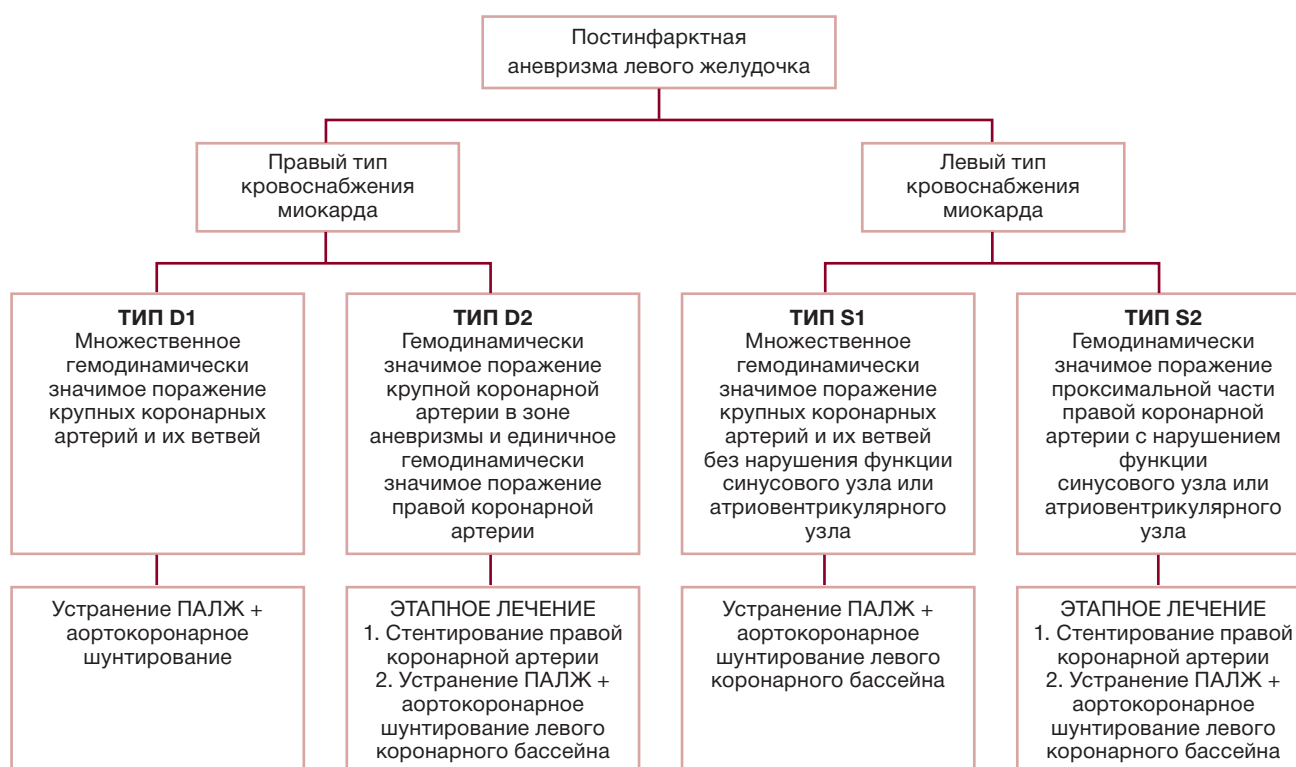 Постинфарктная
аневризма левого желудочка
Правый тип
кровоснабжения
миокарда
Левый тип
кровоснабжения
миокарда
ТИП D1
Множественное
гемодинамически
значимое поражение
крупных коронарных
артерий и их ветвей
ТИП D2
Гемодинамически
значимое поражение
крупной коронарной
артерии в зоне
аневризмы и единичное
гемодинамически
значимое поражение
правой коронарной
артерии
ТИП S1
Множественное
гемодинамически
значимое поражение
крупных коронарных
артерий и их ветвей
без нарушения функции
синусового узла или
атриовентрикулярного
узла
ТИП S2
Гемодинамически
значимое поражение
проксимальной части
правой коронарной
артерии с нарушением
функции
синусового узла или
атриовентрикулярного
узла
Устранение ПАЛЖ +
аортокоронарное
шунтирование
ЭТАПНОЕ ЛЕЧЕНИЕ
1. Стентирование правой
коронарной артерии
2. Устранение ПАЛЖ +
аортокоронарное
шунтирование левого
коронарного бассейна
Устранение ПАЛЖ +
аортокоронарное
шунтирование левого
коронарного бассейна
ЭТАПНОЕ ЛЕЧЕНИЕ
1. Стентирование правой
коронарной артерии
2. Устранение ПАЛЖ +
аортокоронарное
шунтирование левого
коронарного бассейна